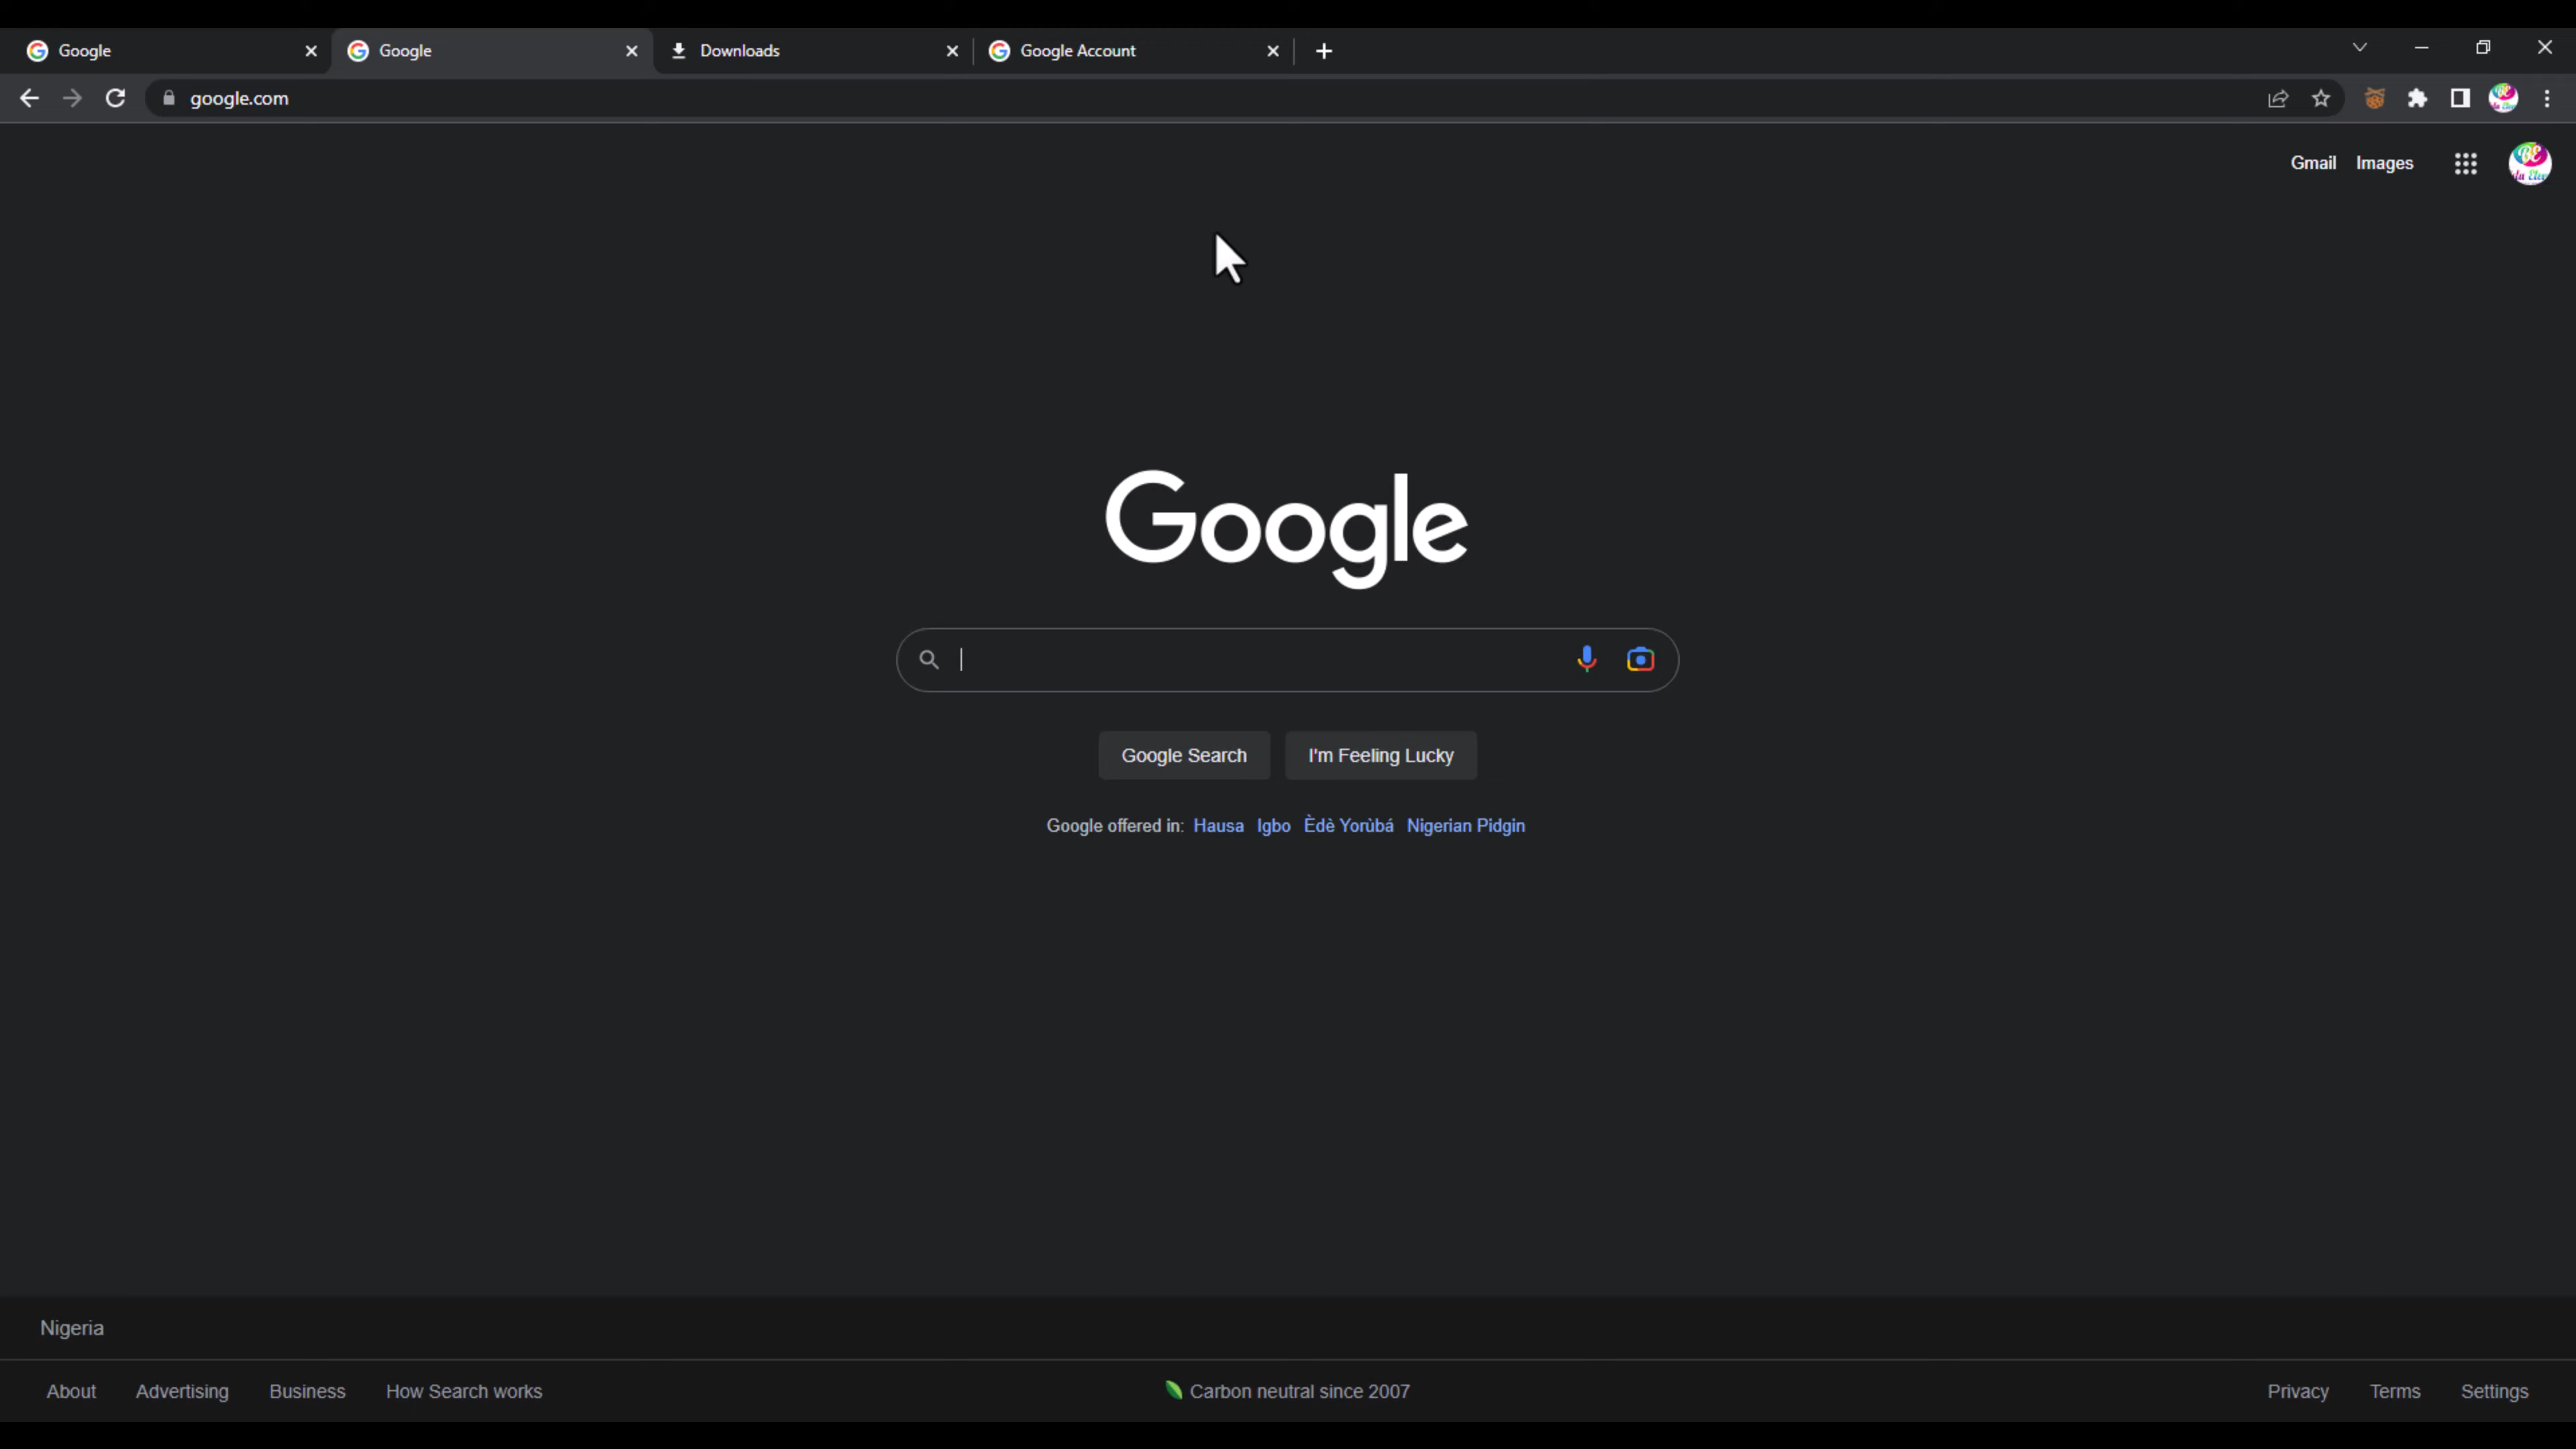 Google
Google
Downloads
Google Account
google.com
Gmail Images
Google
Google Search I'm Feeling Lucky
Google offered in: Hausa Igbo Èdè Yorùbá Nigerian Pidgin
Nigeria
About Advertising Business How Search works Carbon neutral since 2007 Privacy Terms Settings